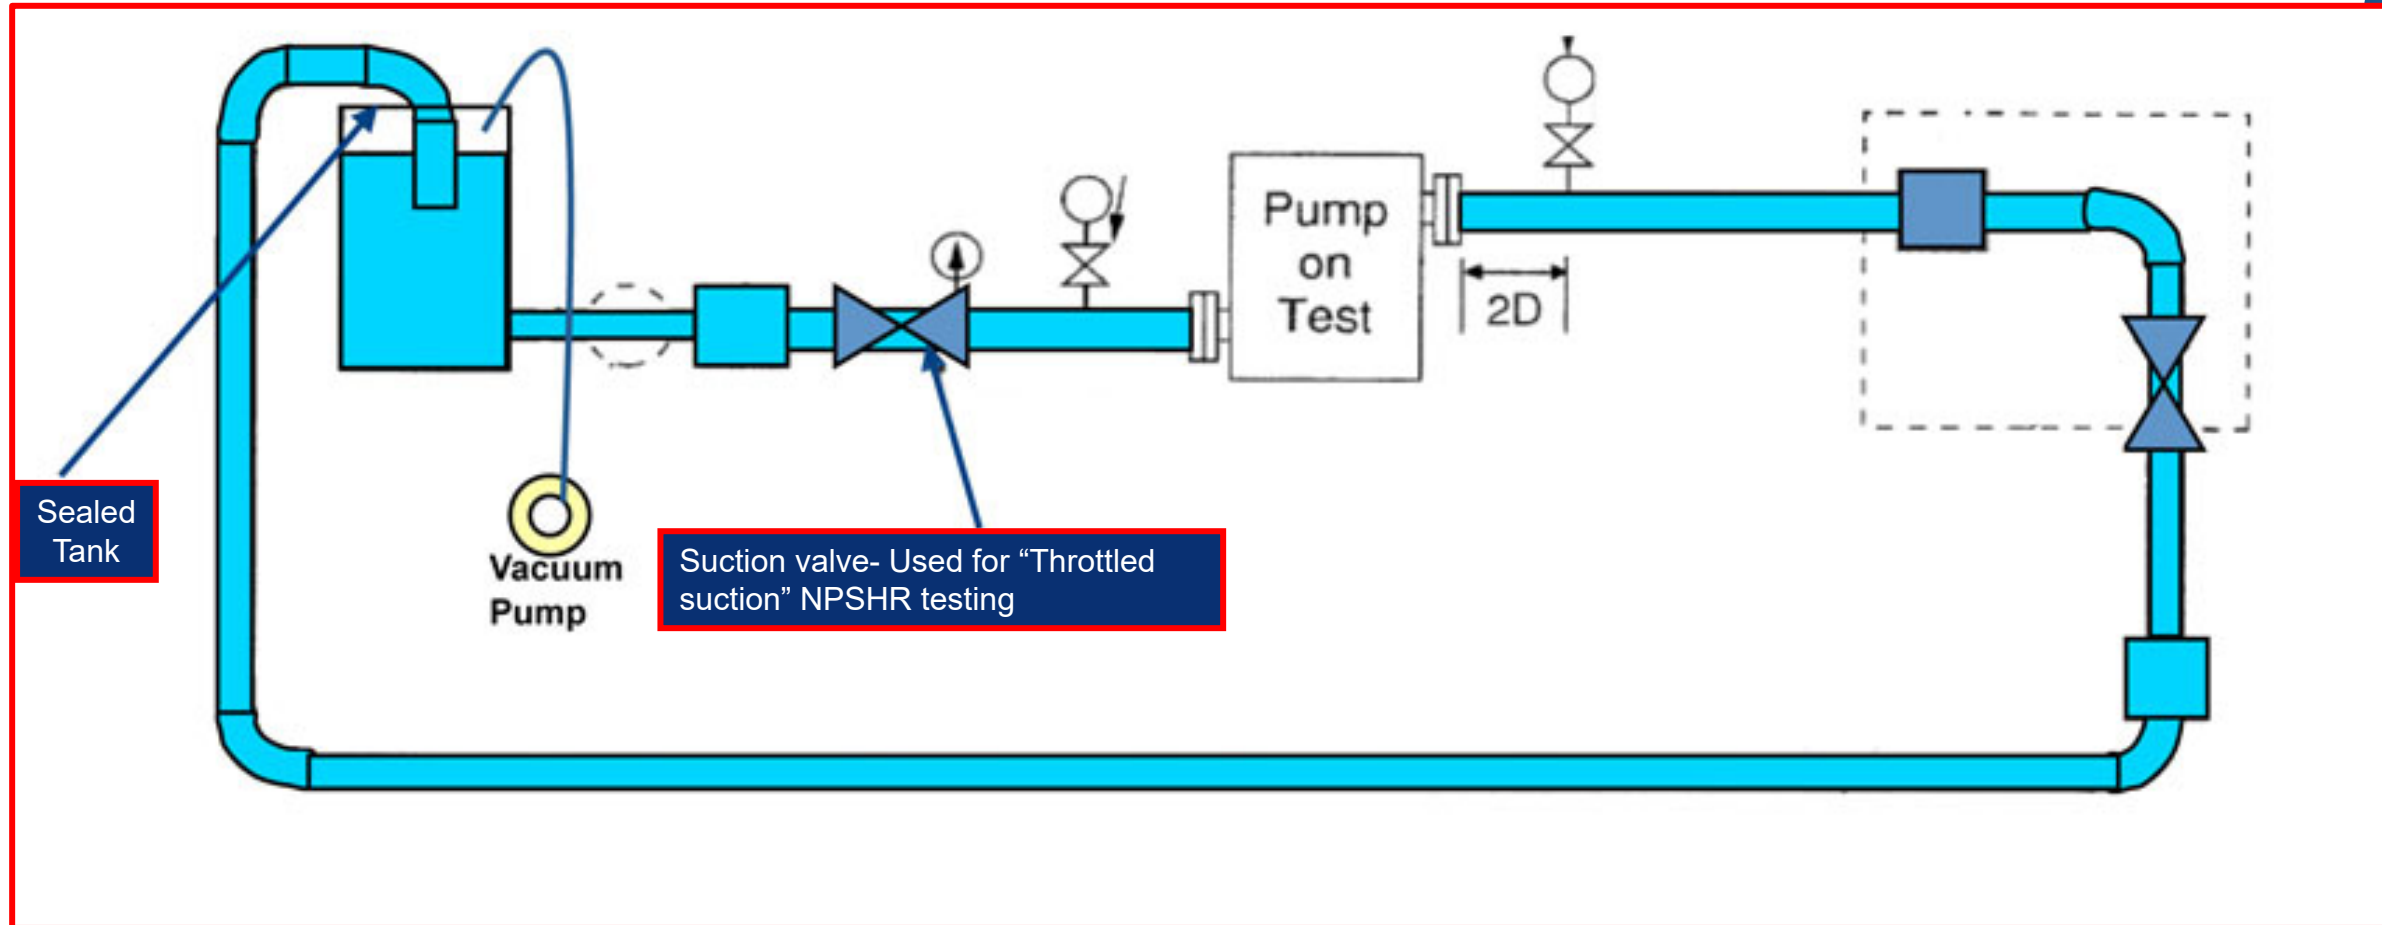 Pump
on
Test
2D
Sealed
Tank
Vacuum
Pump
Suction valve- Used for “Throttled
suction” NPSHR testing